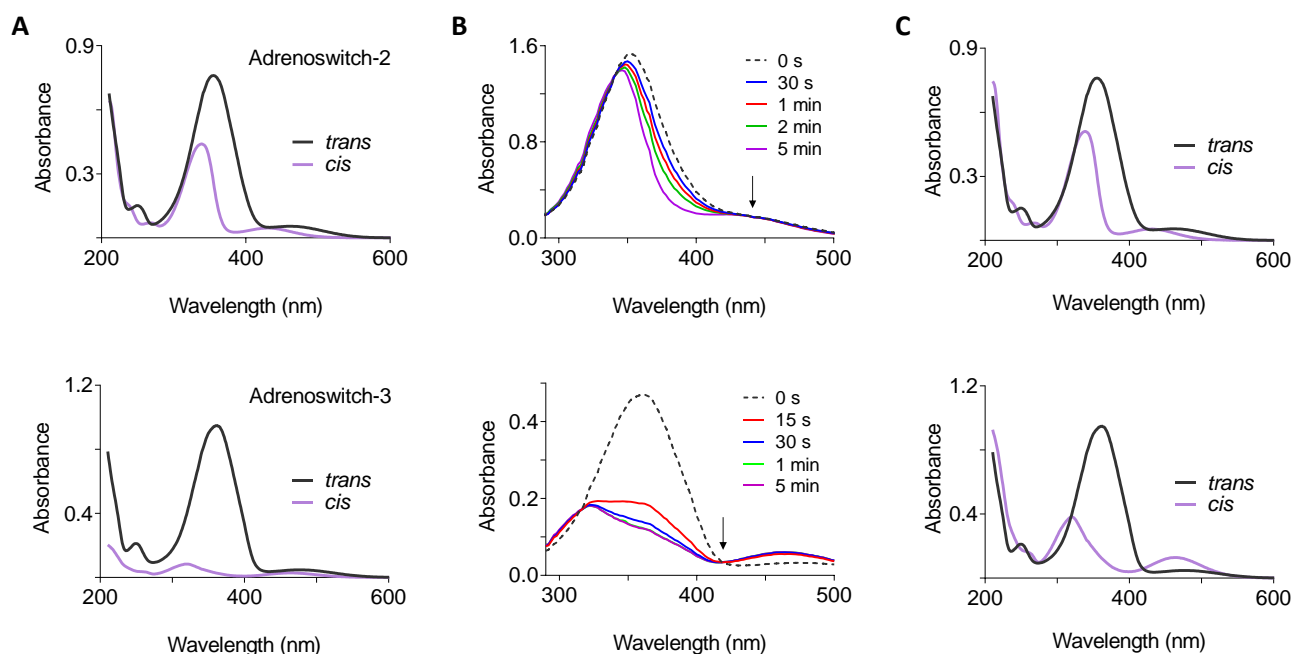 A
B
C
Adrenoswitch-2
Absorbance
0.9
0.3
trans
cis
200
400
600
Wavelength (nm)
Absorbance
1.6
1.2
0.6
0.0
0 s
30 s
1 min
2 min
5 min
300
400
500
Wavelength (nm)
Absorbance
0.9
0.3
trans
cis
200
400
600
Wavelength (nm)
Adrenoswitch-3
Absorbance
1.2
0.4
trans
cis
200
400
600
Wavelength (nm)
Absorbance
0.4
0.2
0.0
0 s
15 s
30 s
1 min
5 min
300
400
500
Wavelength (nm)
Absorbance
1.2
0.4
trans
cis
200
400
600
Wavelength (nm)